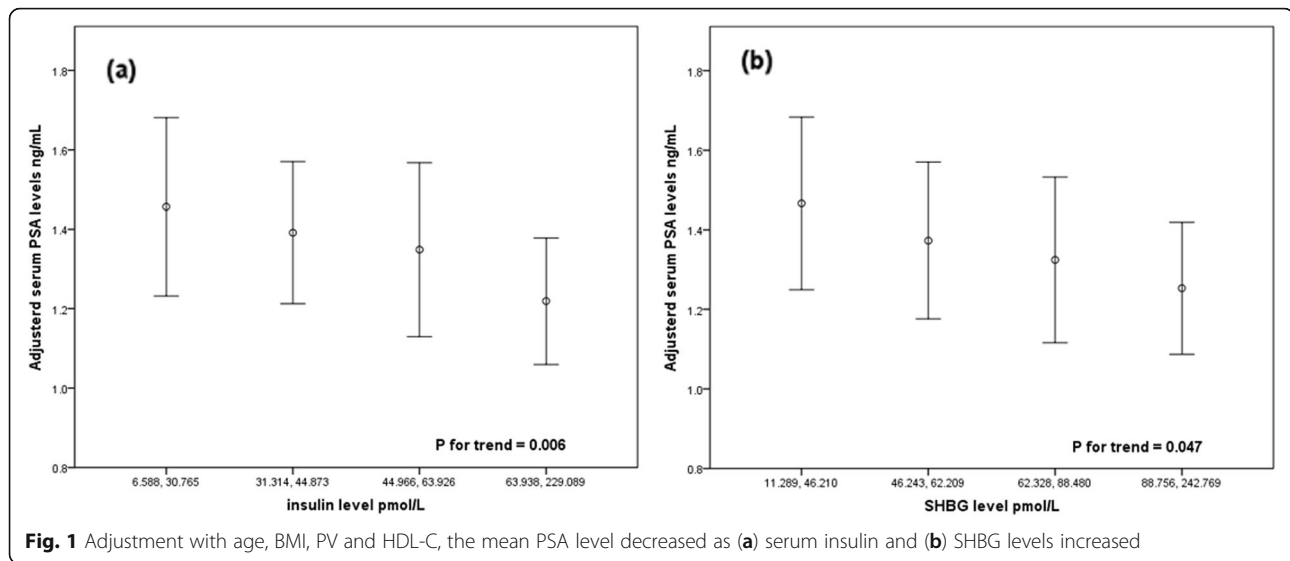 (a)
Adjusterd serum PSA levels ng/mL
1.8
1.6
1.4
1.2
1.0
0.8
P for trend = 0.006
6.588, 30.765 31.314, 44.873 44.966, 63.926 63.938, 229.089
insulin level pmol/L
(b)
Adjusterd serum PSA levels ng/mL
1.8
1.6
1.4
1.2
1.0
0.8
P for trend = 0.047
11.289, 46.210 46.243, 62.209 62.328, 88.480 88.756, 242.769
SHBG level pmol/L
Fig. 1 Adjustment with age, BMI, PV and HDL-C, the mean PSA level decreased as (a) serum insulin and (b) SHBG levels increased